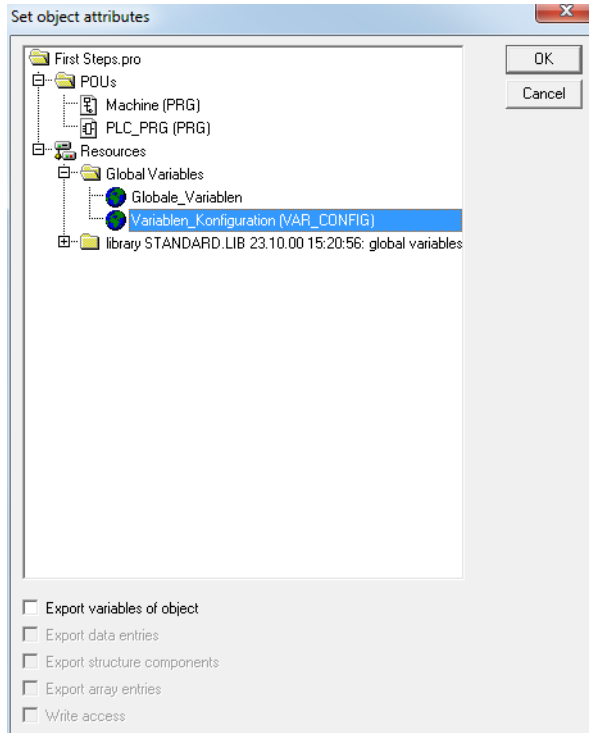 Set object attributes
First Steps.pro
POUs
Machine (PRG)
PLC_PRG (PRG)
Resources
Global Variables
Globale_Variablen
Variablen_Konfiguration (VAR_CONFIG)
library STANDARD.LIB 23.10.00 15:20:56: global variables
OK
Cancel
Export variables of object
Export data entries
Export structure components
Export array entries
Write access